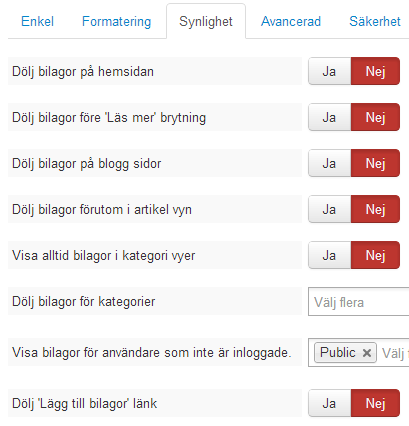 Enkel Formatering Synlighet Avancerad Säkerhet
Dölj bilagor på hemsidan Ja Nej
Dölj bilagor före 'Läs mer' brytning Ja Nej
Dölj bilagor på blogg sidor Ja Nej
Dölj bilagor förutom i artikel vyn Ja Nej
Visa alltid bilagor i kategori vyer Ja Nej
Dölj bilagor för kategorier Välj flera
Visa bilagor för användare som inte är inloggade. Public Välj
Dölj 'Lägg till bilagor' länk Ja Nej